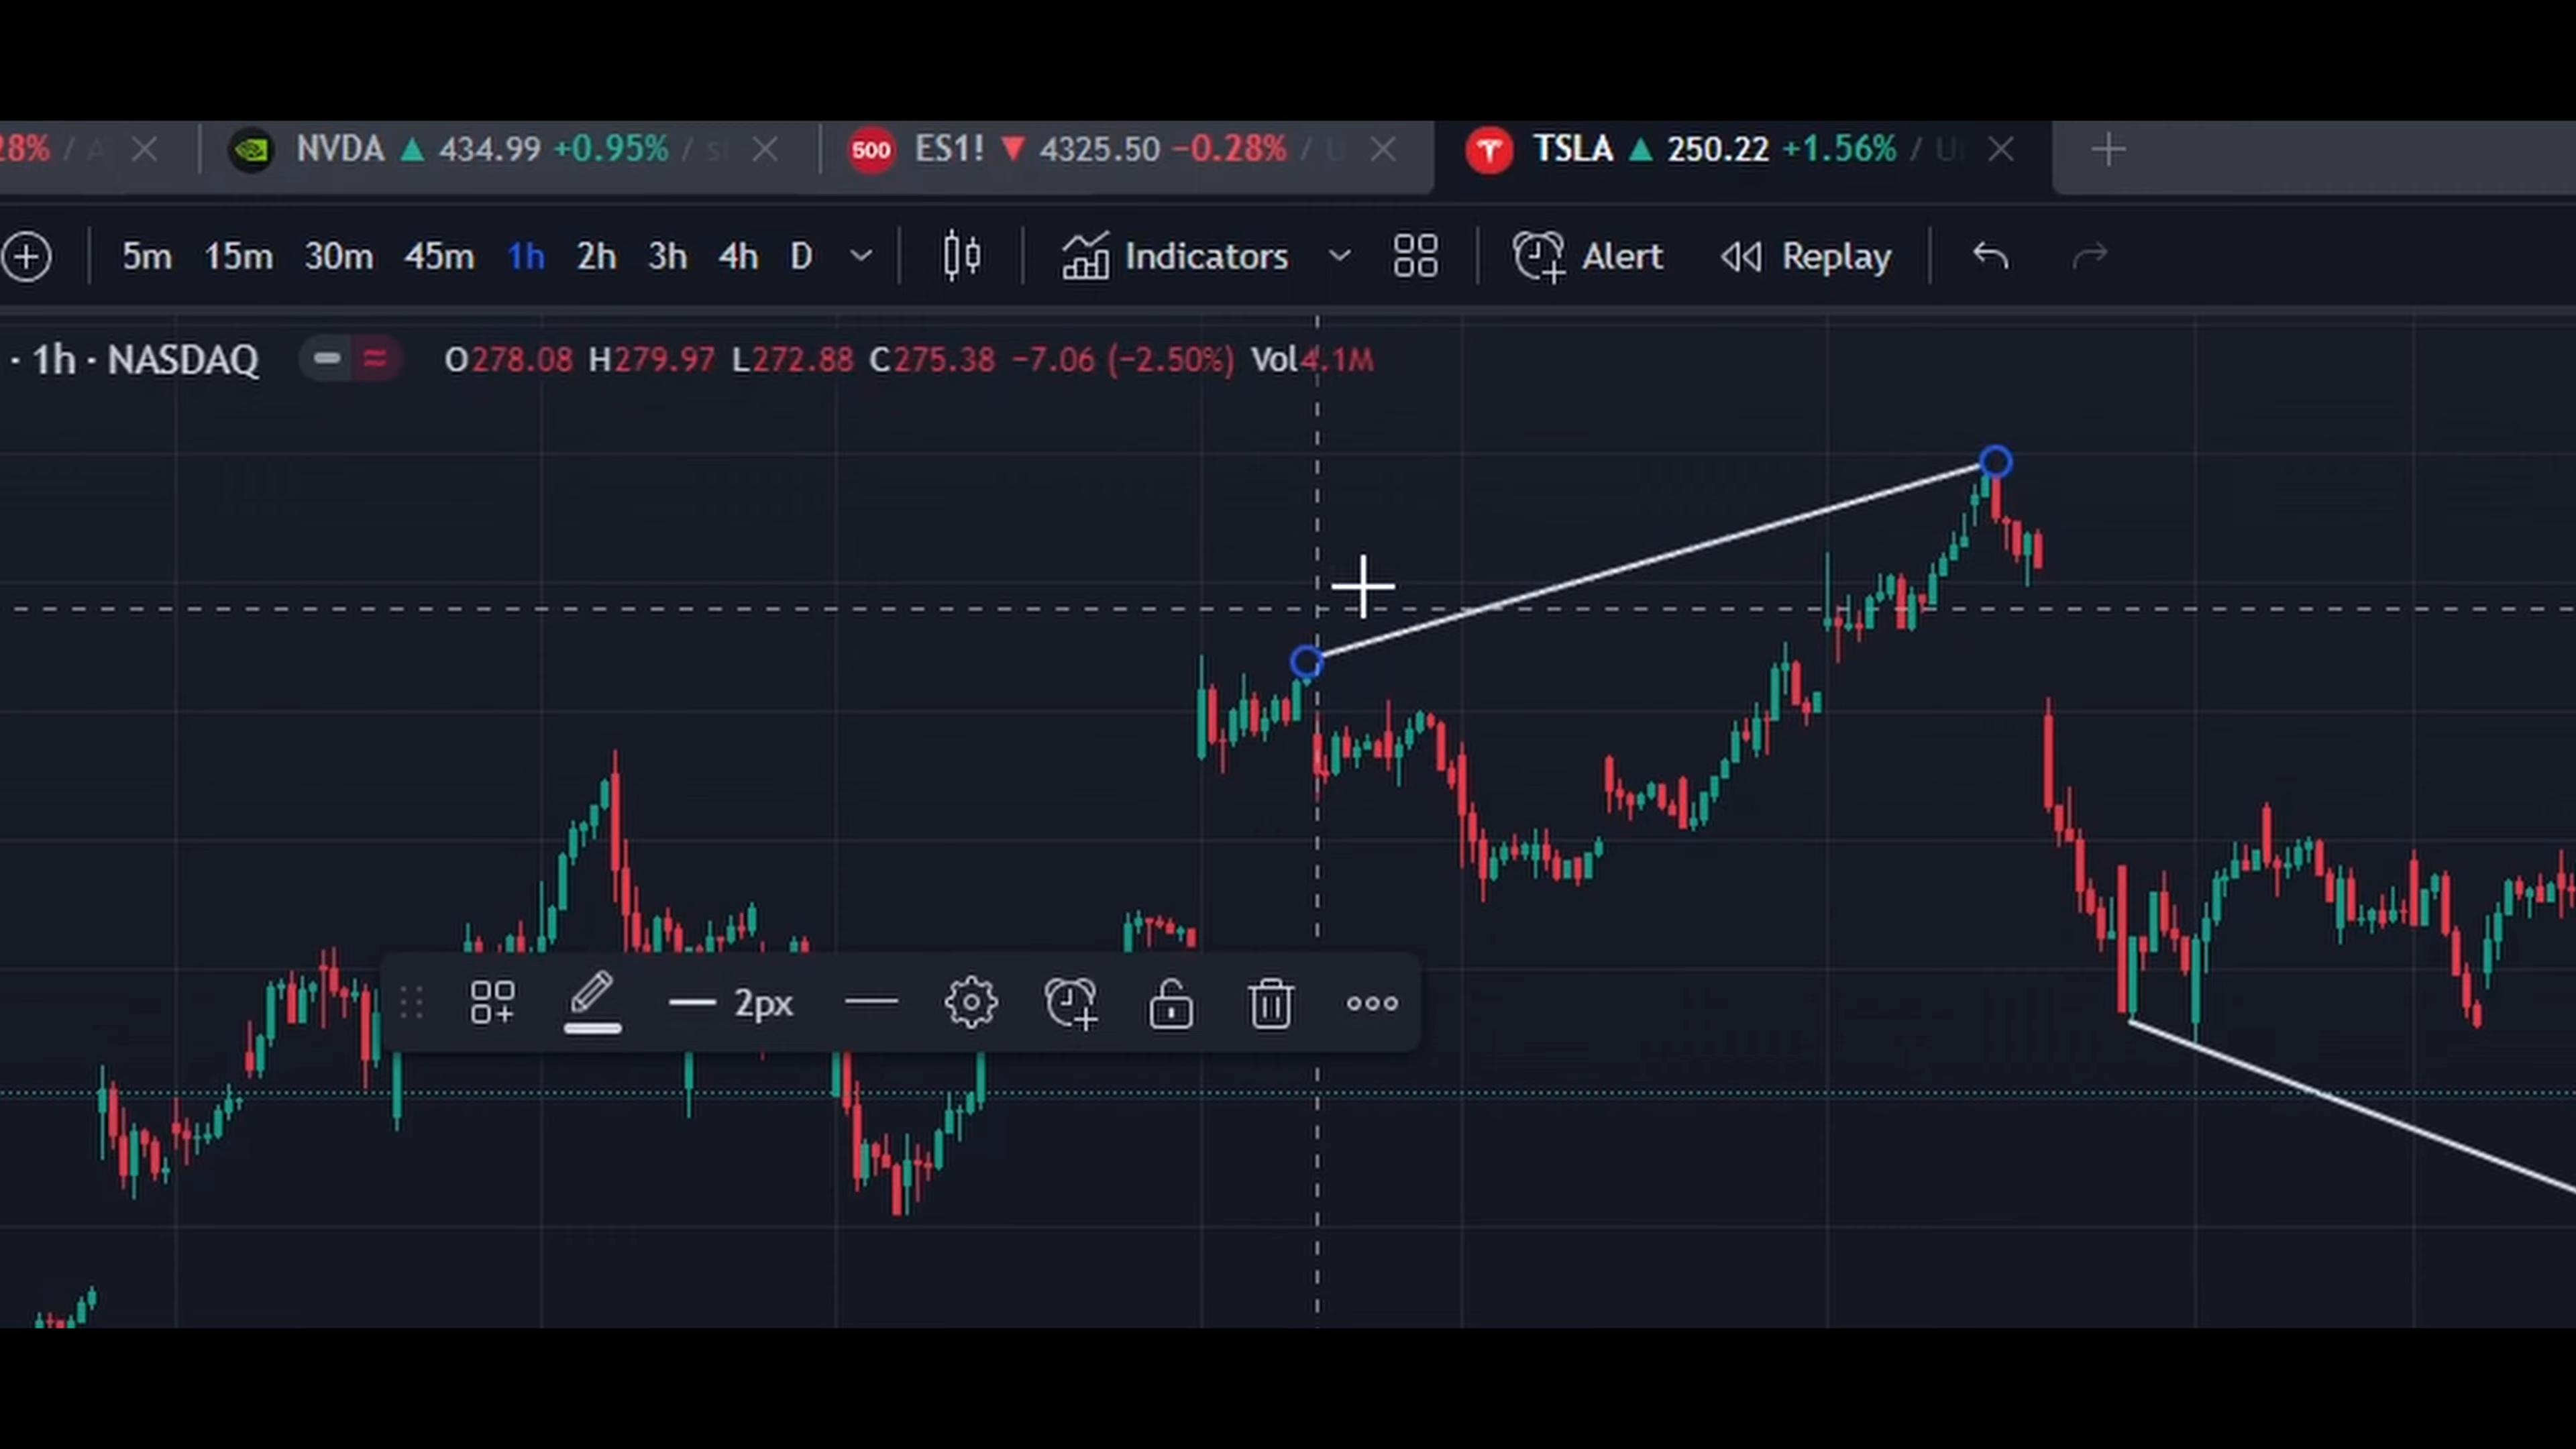 28% / × NVDA ▲ 434.99 +0.95% / s × 500 ES1! ▼ 4325.50 −0.28% / U × TSLA ▲ 250.22 +1.56% / U × +
5m 15m 30m 45m 1h 2h 3h 4h D Indicators Alert Replay
· 1h · NASDAQ O278.08 H279.97 L272.88 C275.38 −7.06 (−2.50%) Vol4.1M
2px